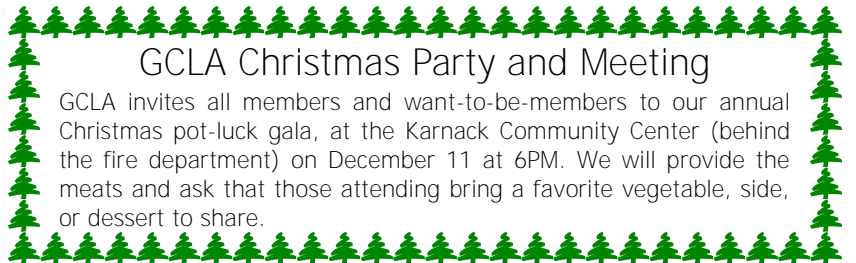 GCLA Christmas Party and Meeting
GCLA invites all members and want-to-be-members to our annual
Christmas pot-luck gala, at the Karnack Community Center (behind
the fire department) on December 11 at 6PM. We will provide the
meats and ask that those attending bring a favorite vegetable, side,
or dessert to share.